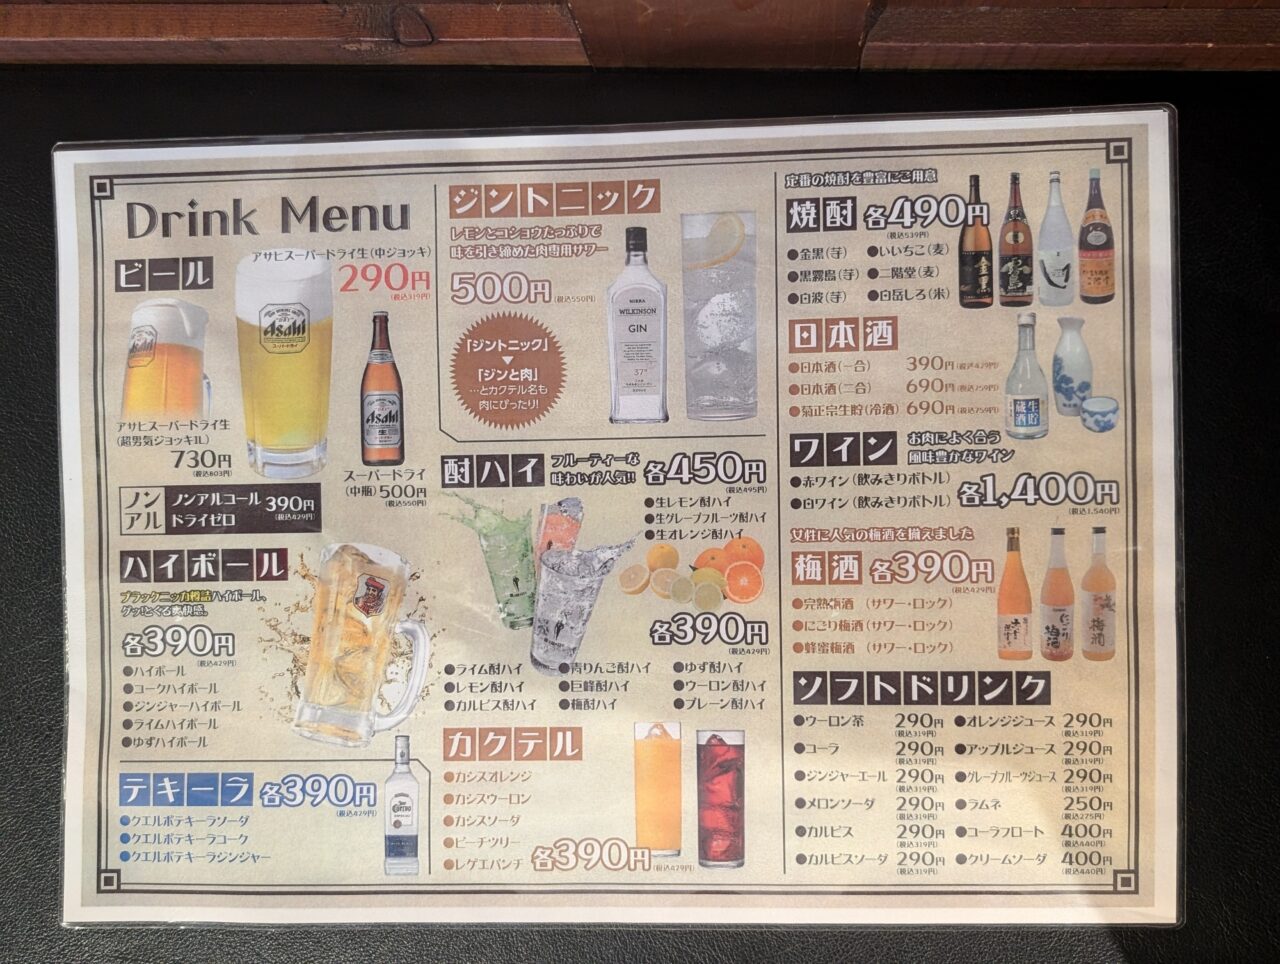 Drink Menu
ビール
アサヒスーパードライ生(中ジョッキ)
290円
(税込319円)
アサヒスーパードライ生
(超男気ジョッキ1L)
730円
(税込803円)
スーパードライ
(中瓶)500円
(税込550円)
ノンアル
ノンアルコール
ドライゼロ
390円
(税込429円)
ハイボール
ブラックニッカ樽詰ハイボール。
グッとくる爽快感。
各390円
(税込429円)
●ハイボール
●コークハイボール
●ジンジャーハイボール
●ライムハイボール
●ゆずハイボール
テキーラ 各390円
(税込429円)
●クエルボテキーラソーダ
●クエルボテキーラコーク
●クエルボテキーラジンジャー
ジントニック
レモンとコショウたっぷりで
味を引き締めた肉専用サワー
500円(税込550円)
「ジントニック」
▼
「ジンと肉」
…とカクテル名も
肉にぴったり!
WILKINSON
GIN
37°
酎ハイ
フルーティーな
味わいが人気!!
各450円
(税込495円)
●生レモン酎ハイ
●生グレープフルーツ酎ハイ
●生オレンジ酎ハイ
各390円
(税込429円)
●ライム酎ハイ ●青りんご酎ハイ ●ゆず酎ハイ
●レモン酎ハイ ●巨峰酎ハイ ●ウーロン酎ハイ
●カルピス酎ハイ ●梅酎ハイ ●プレーン酎ハイ
カクテル
●カシスオレンジ
●カシスウーロン
●カシスソーダ
●ピーチツリー
●レゲエパンチ
各390円(税込429円)
定番の焼酎を豊富にご用意
焼酎 各490円
(税込539円)
●金黒(芋) ●いいちこ(麦)
●黒霧島(芋) ●二階堂(麦)
●白波(芋) ●白岳しろ(米)
日本酒
●日本酒(一合) 390円(税込429円)
●日本酒(二合) 690円(税込759円)
●菊正宗生貯(冷酒) 690円(税込759円)
ワイン
お肉によく合う
風味豊かなワイン
●赤ワイン(飲みきりボトル)
●白ワイン(飲みきりボトル)
各1,400円
(税込1,540円)
女性に人気の梅酒を揃えました
梅酒 各390円
(税込429円)
●完熟梅酒 (サワー・ロック)
●にごり梅酒 (サワー・ロック)
●蜂蜜梅酒 (サワー・ロック)
ソフトドリンク
●ウーロン茶 290円(税込319円) ●オレンジジュース 290円(税込319円)
●コーラ 290円(税込319円) ●アップルジュース 290円(税込319円)
●ジンジャーエール 290円(税込319円) ●グレープフルーツジュース 290円(税込319円)
●メロンソーダ 290円(税込319円) ●ラムネ 250円(税込275円)
●カルピス 290円(税込319円) ●コーラフロート 400円(税込440円)
●カルピスソーダ 290円(税込319円) ●クリームソーダ 400円(税込440円)